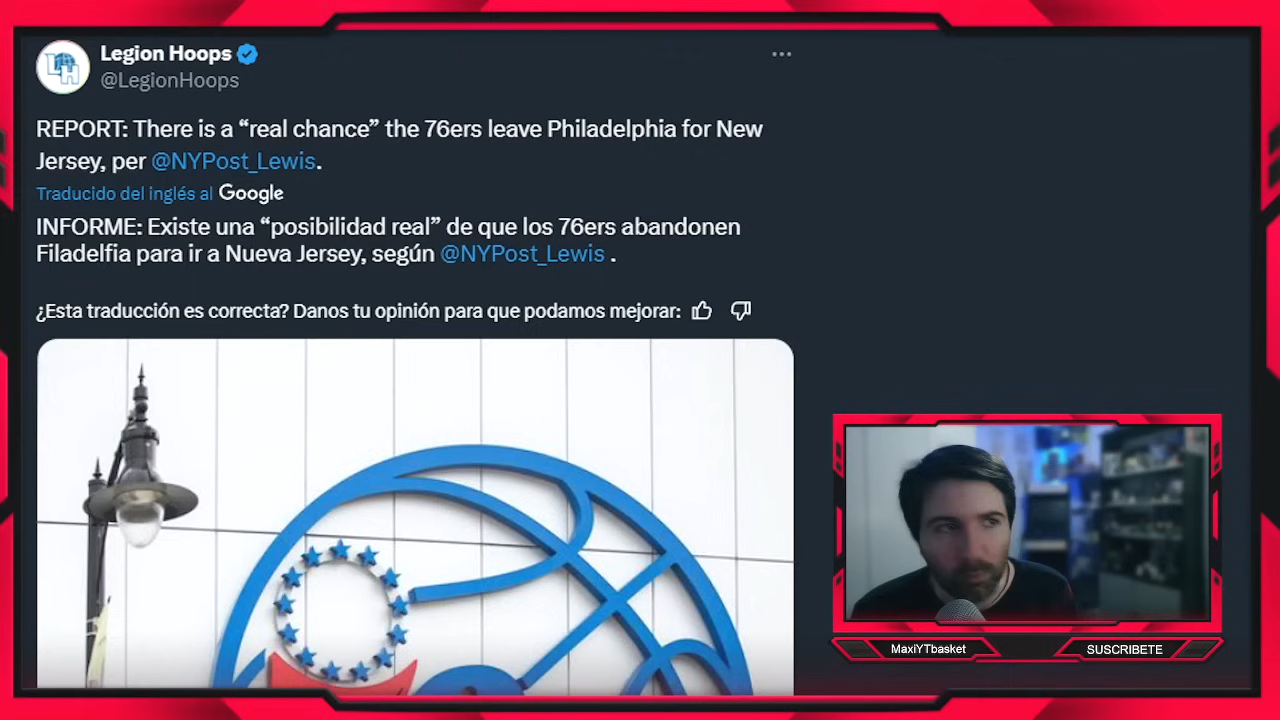 Legion Hoops
@LegionHoops
REPORT: There is a “real chance” the 76ers leave Philadelphia for New
Jersey, per @NYPost_Lewis.
Traducido del inglés al Google
INFORME: Existe una “posibilidad real” de que los 76ers abandonen
Filadelfia para ir a Nueva Jersey, según @NYPost_Lewis .
¿Esta traducción es correcta? Danos tu opinión para que podamos mejorar:
MaxiYTbasket
SUSCRIBETE